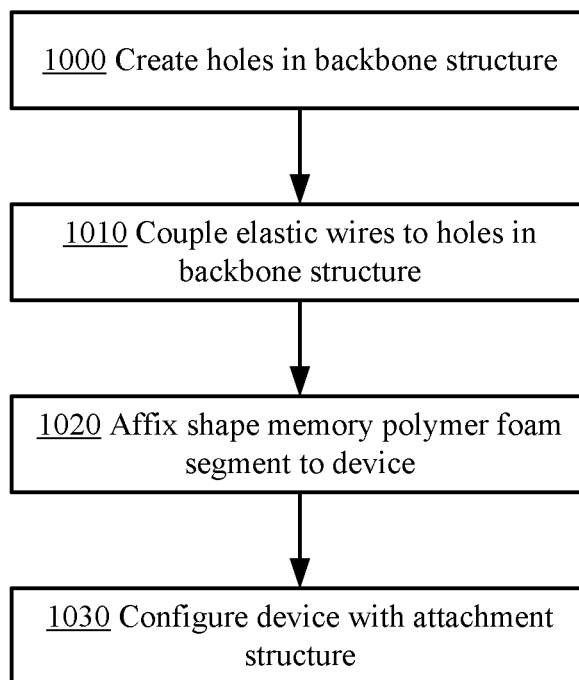 1000 Create holes in backbone structure
1010 Couple elastic wires to holes in
backbone structure
1020 Affix shape memory polymer foam
segment to device
1030 Configure device with attachment
structure